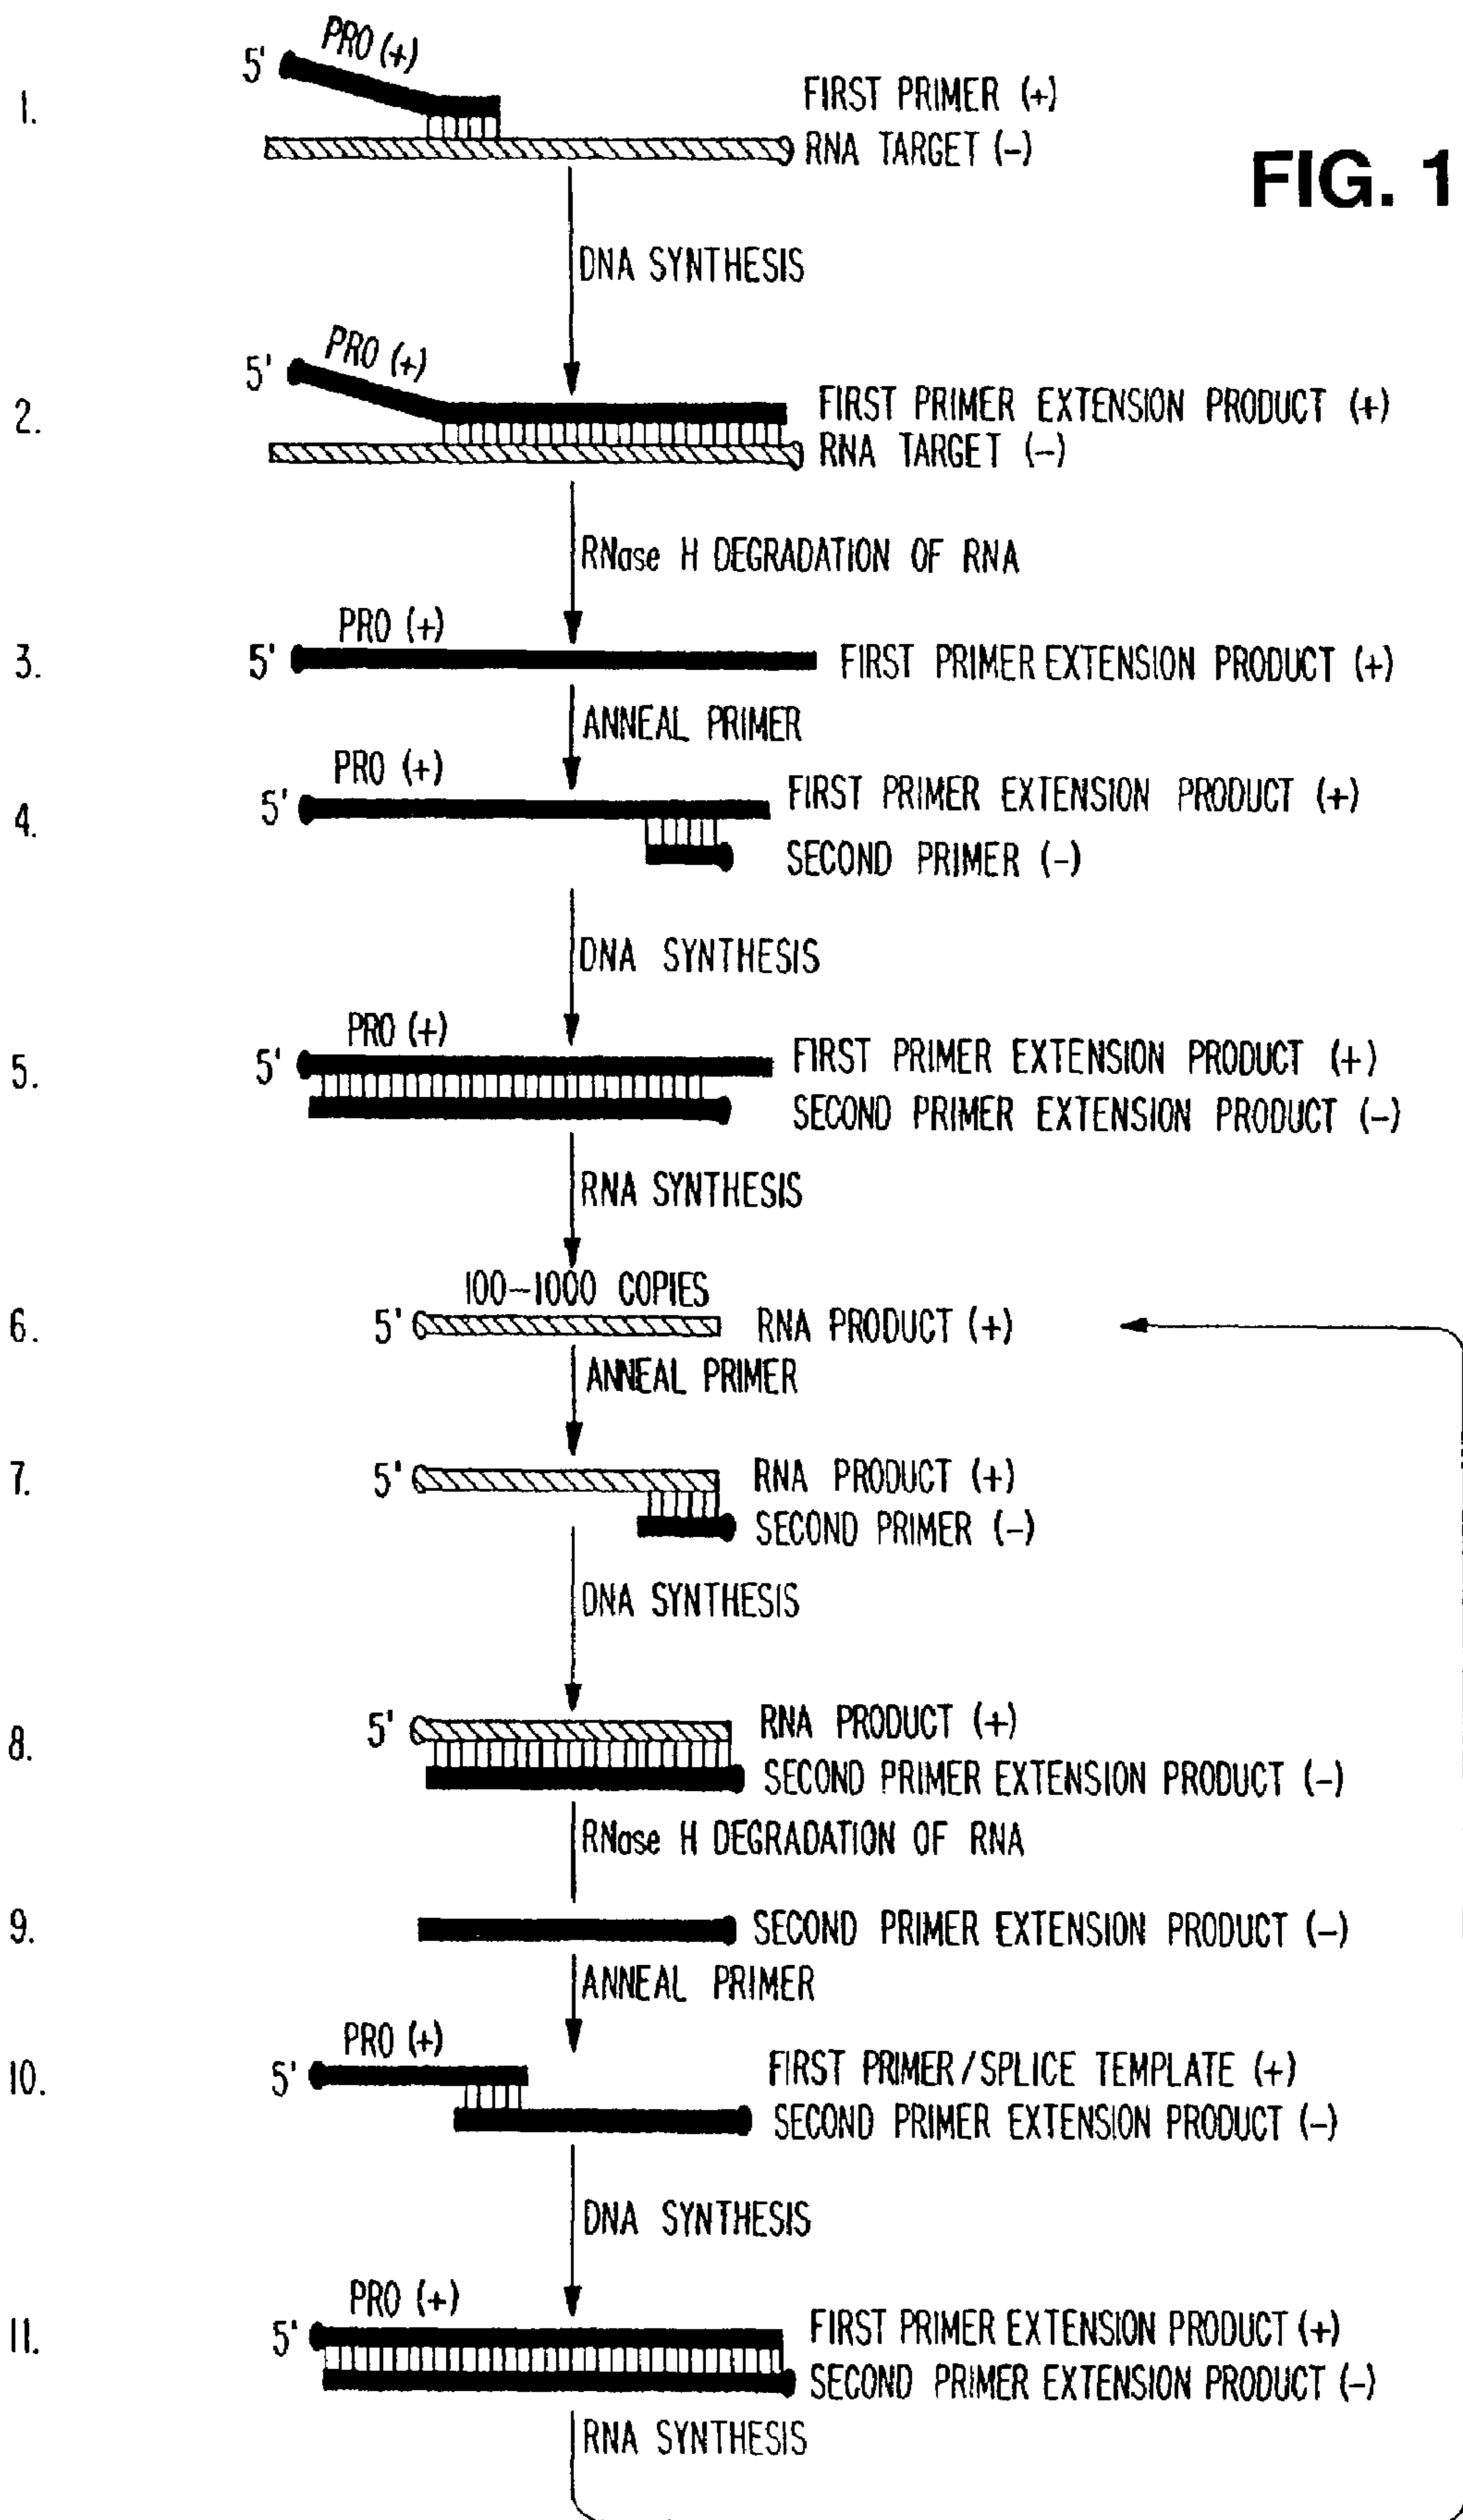 PRO (+)
5'
1.
FIRST PRIMER (+)
RNA TARGET (-)
FIG. 1
DNA SYNTHESIS
PRO (+)
5'
2.
FIRST PRIMER EXTENSION PRODUCT (+)
RNA TARGET (-)
RNase H DEGRADATION OF RNA
PRO (+)
3.
5'
FIRST PRIMER EXTENSION PRODUCT (+)
ANNEAL PRIMER
PRO (+)
4.
5'
FIRST PRIMER EXTENSION PRODUCT (+)
SECOND PRIMER (-)
DNA SYNTHESIS
PRO (+)
5.
5'
FIRST PRIMER EXTENSION PRODUCT (+)
SECOND PRIMER EXTENSION PRODUCT (-)
RNA SYNTHESIS
100-1000 COPIES
6.
5'
RNA PRODUCT (+)
ANNEAL PRIMER
7.
5'
RNA PRODUCT (+)
SECOND PRIMER (-)
DNA SYNTHESIS
8.
5'
RNA PRODUCT (+)
SECOND PRIMER EXTENSION PRODUCT (-)
RNase H DEGRADATION OF RNA
9.
SECOND PRIMER EXTENSION PRODUCT (-)
ANNEAL PRIMER
PRO (+)
10.
5'
FIRST PRIMER/SPLICE TEMPLATE (+)
SECOND PRIMER EXTENSION PRODUCT (-)
DNA SYNTHESIS
PRO (+)
11.
5'
FIRST PRIMER EXTENSION PRODUCT (+)
SECOND PRIMER EXTENSION PRODUCT (-)
RNA SYNTHESIS